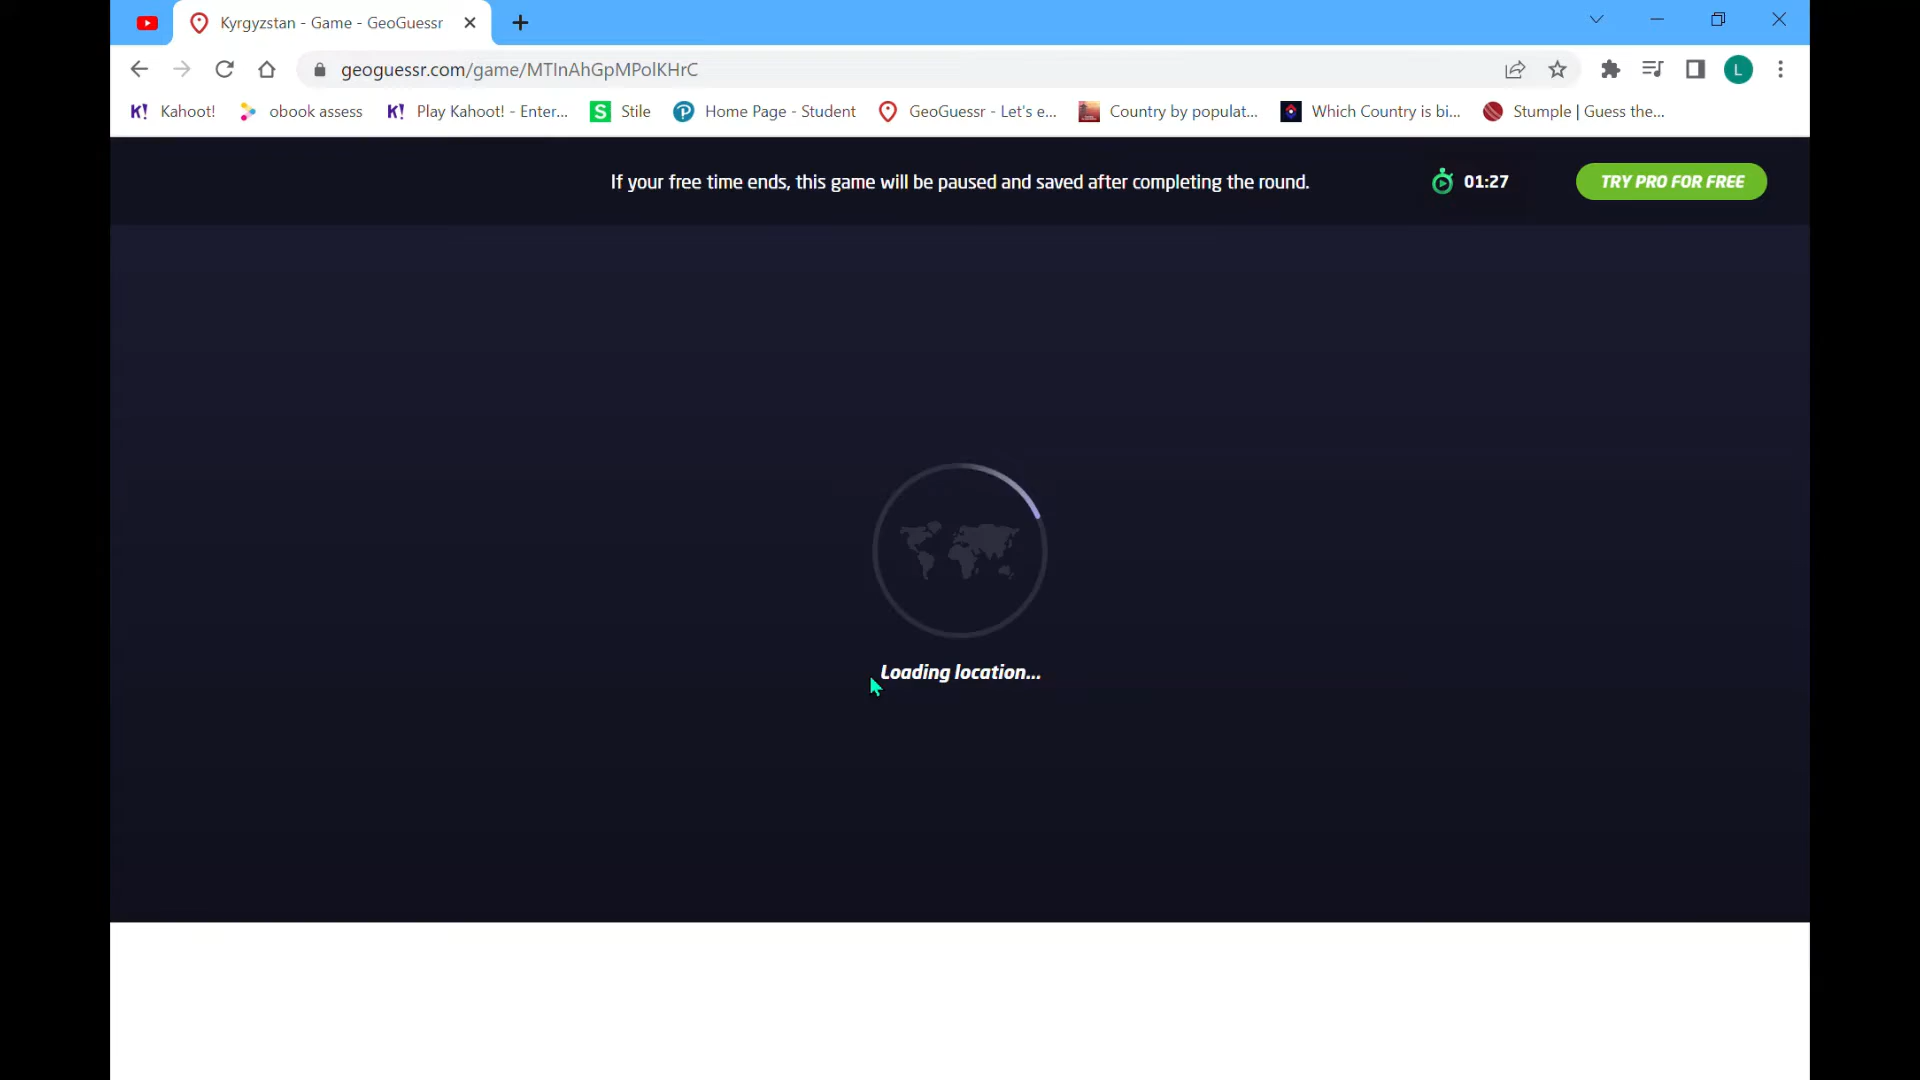 Kyrgyzstan - Game - GeoGuessr
geoguessr.com/game/MTInAhGpMPolKHrC
L
K! Kahoot!
obook assess
K! Play Kahoot! - Enter...
S Stile
Home Page - Student
GeoGuessr - Let's e...
Country by populat...
Which Country is bi...
Stumple | Guess the...
If your free time ends, this game will be paused and saved after completing the round.
01:27
TRY PRO FOR FREE
Loading location...